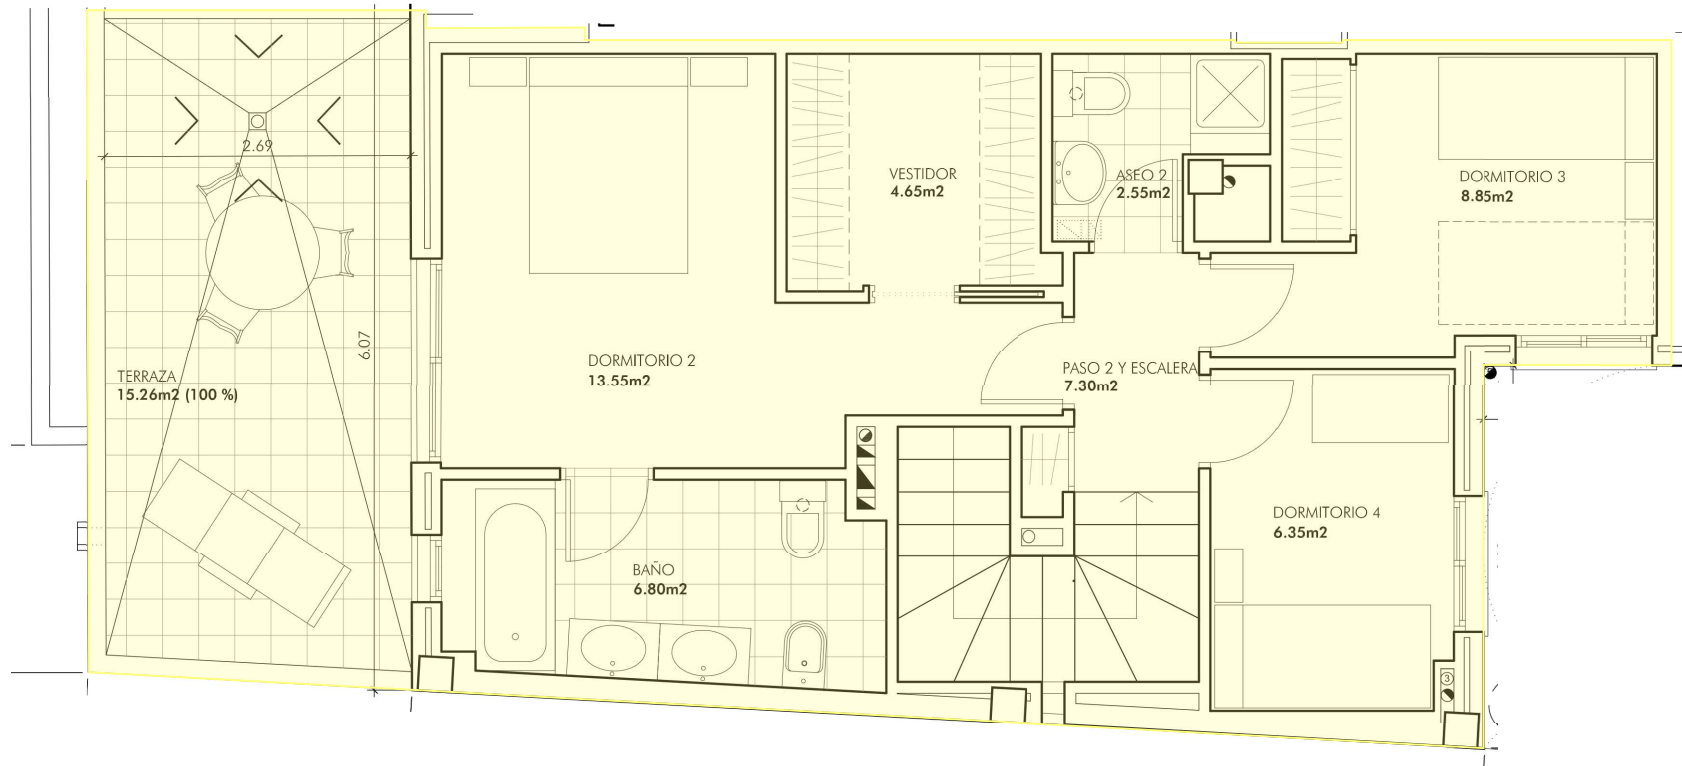 2.69
6.07
TERRAZA
15.26m2 (100 %)
DORMITORIO 2
13.55m2
VESTIDOR
4.65m2
ASEO 2
2.55m2
DORMITORIO 3
8.85m2
PASO 2 Y ESCALERA
7.30m2
DORMITORIO 4
6.35m2
BAÑO
6.80m2
3